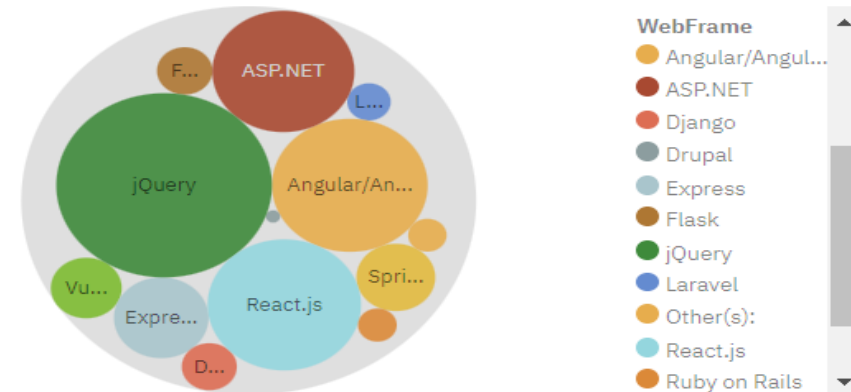 F...
ASP.NET
L...
jQuery
Angular/An...
Vu...
Expre...
React.js
Spri...
D...
WebFrame
Angular/Angul...
ASP.NET
Django
Drupal
Express
Flask
jQuery
Laravel
Other(s):
React.js
Ruby on Rails